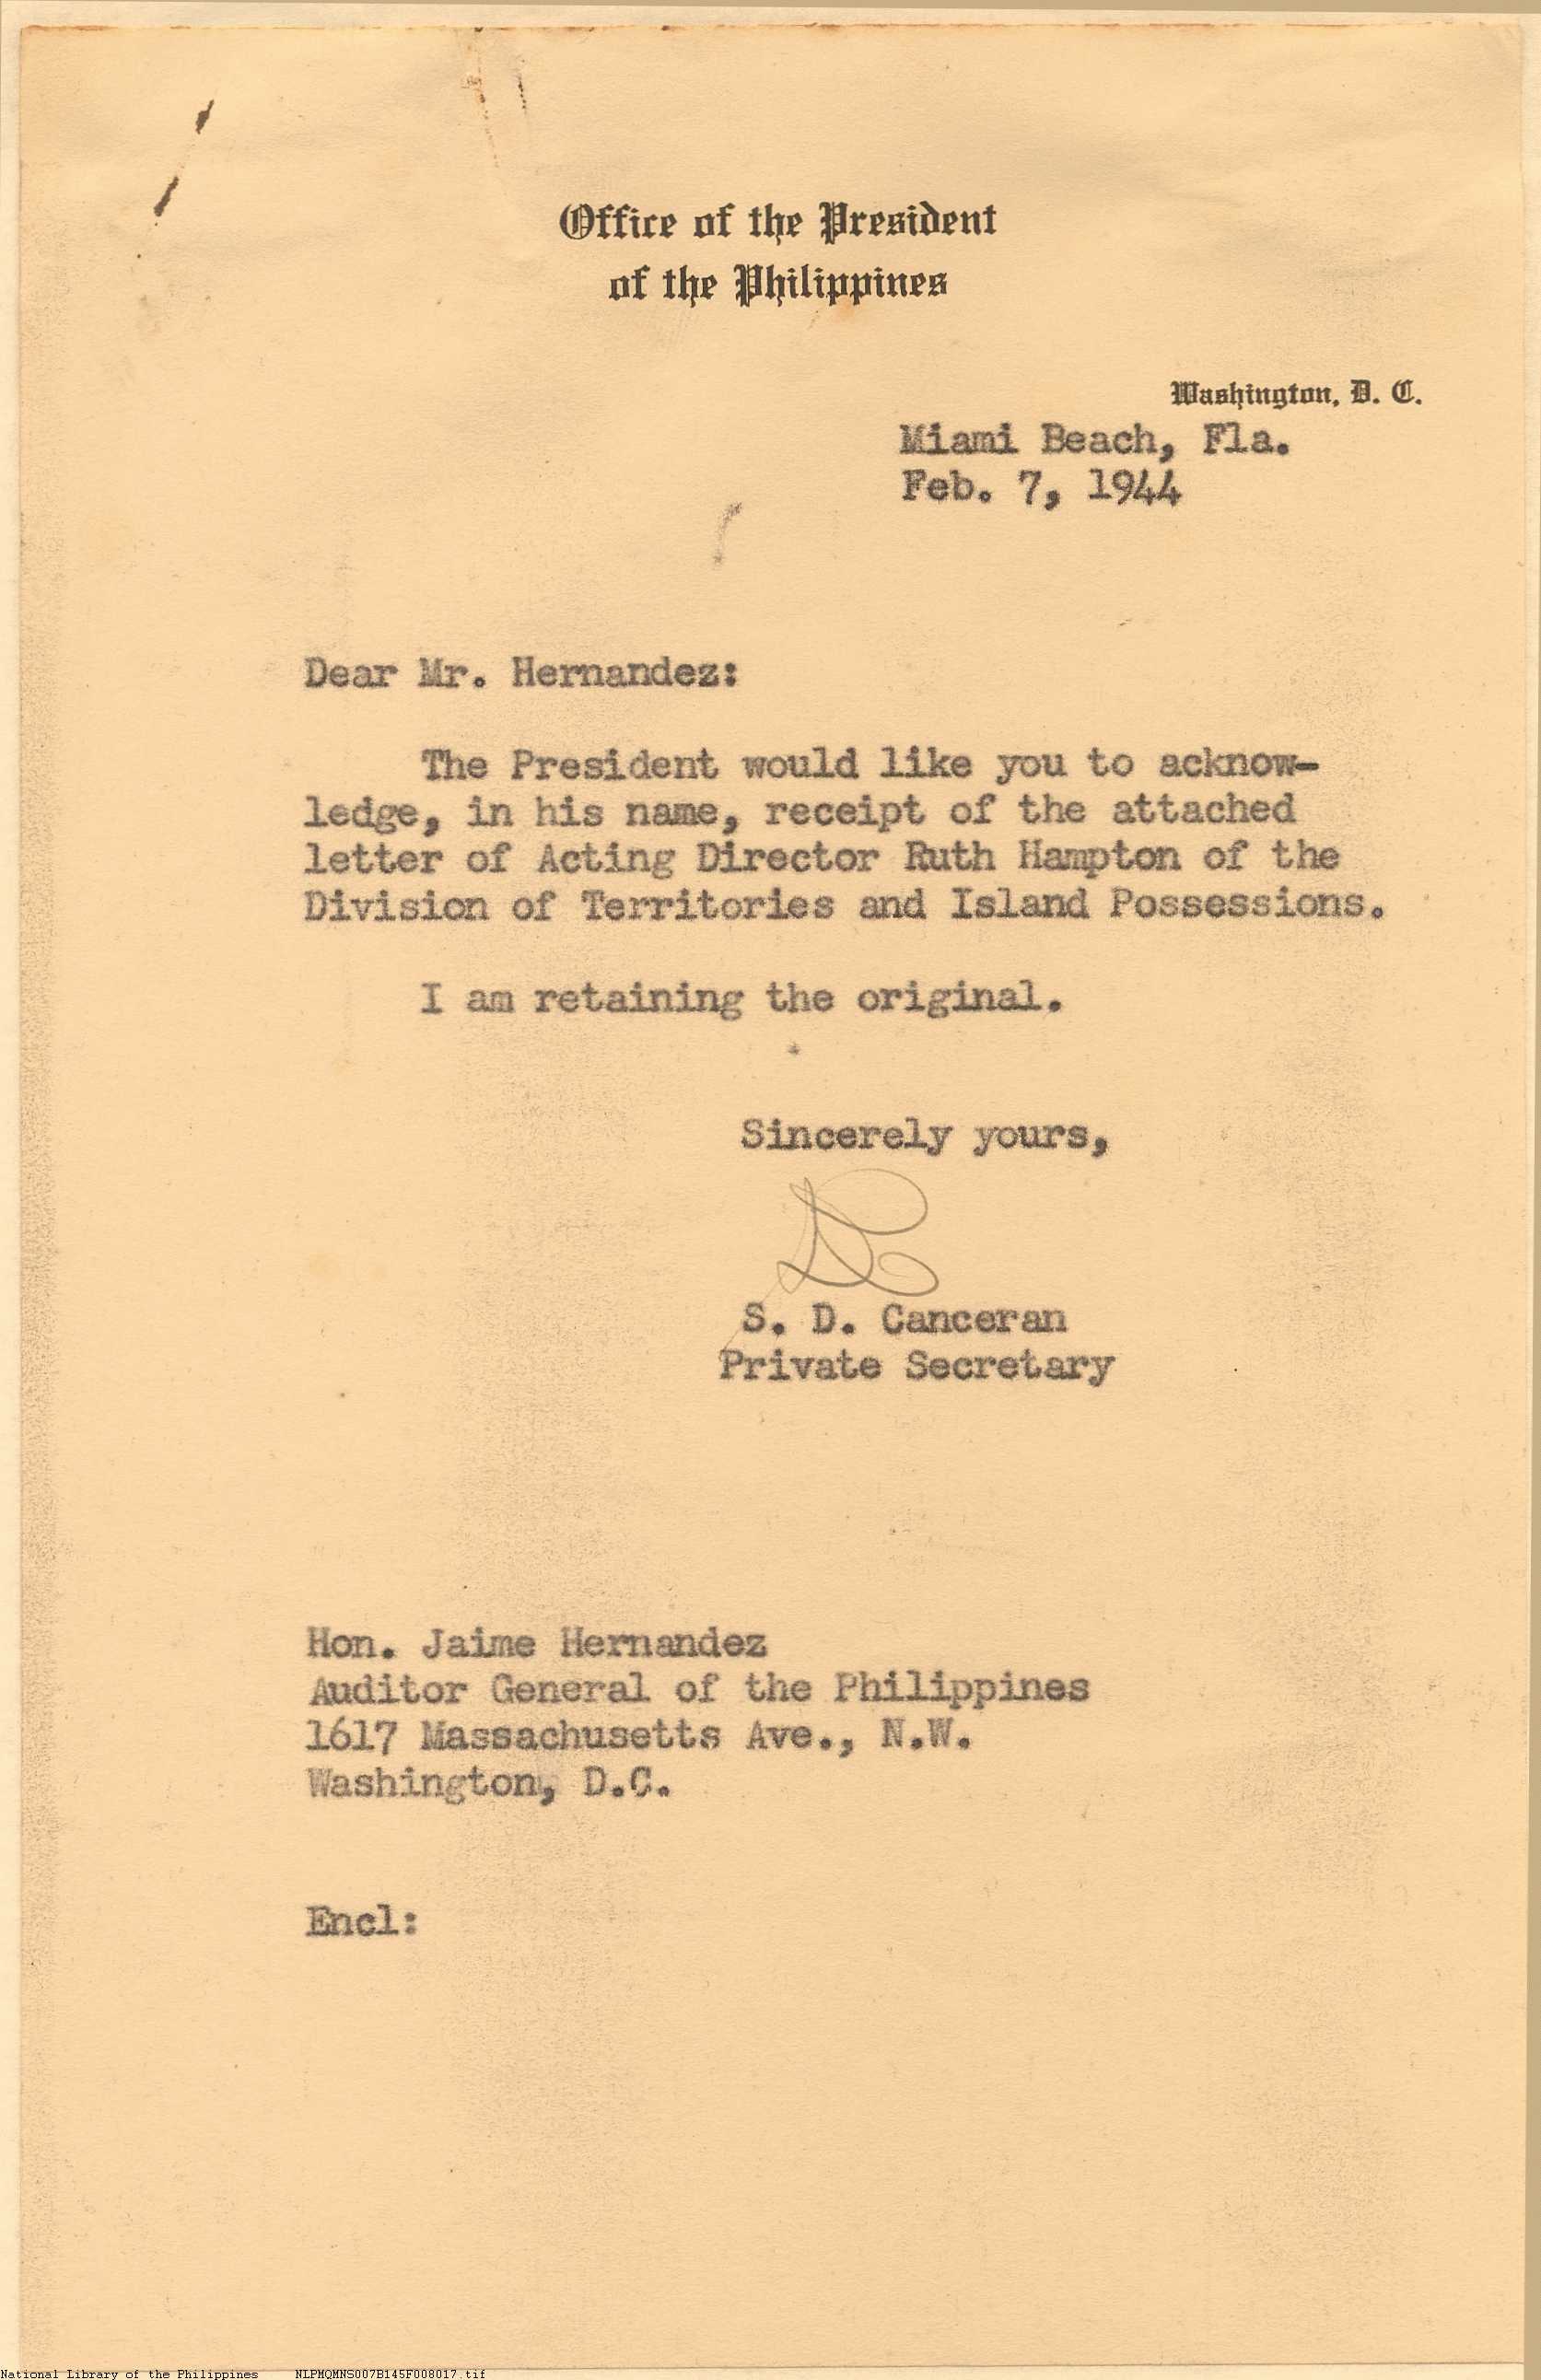 Office of the President
of the Philippines
Washington, D. C.
Miami Beach, Fla.
Feb. 7, 1944
Dear Mr. Hernandez:
The President would like you to acknow-
ledge, in his name, receipt of the attached
letter of Acting Director Ruth Hampton of the
Division of Territories and Island Possessions.
I am retaining the original.
Sincerely yours,
S. D. Canceran
Private Secretary
Hon. Jaime Hernandez
Auditor General of the Philippines
1617 Massachusetts Ave., N.W.
Washington, D.C.
Encl:
National Library of the Philippines NLPMQMNS007B145F008017.tif